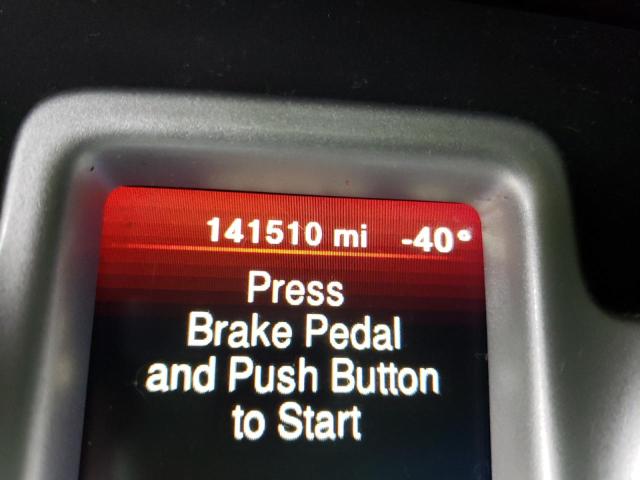 141510 mi -40°
Press
Brake Pedal
and Push Button
to Start